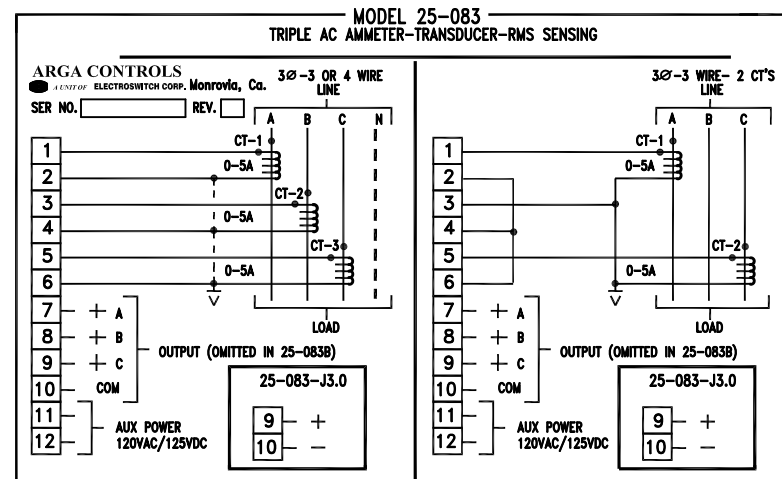 MODEL 25-083
TRIPLE AC AMMETER-TRANSDUCER-RMS SENSING
ARGA CONTROLS
A UNIT OF ELECTROSWITCH CORP. Monrovia, Ca.
SER NO. REV.
3Ø-3 OR 4 WIRE
LINE
A B C N
CT-1
1
0-5A
2
CT-2
3
0-5A
4
CT-3
5
0-5A
6
LOAD
7 + A
8 + B
9 + C
10 COM
OUTPUT (OMITTED IN 25-083B)
11
12
AUX POWER
120VAC/125VDC
25-083-J3.0
9 +
10 -
3Ø-3 WIRE- 2 CT'S
LINE
A B C
CT-1
1
0-5A
2
3
4
CT-2
5
0-5A
6
LOAD
7 + A
8 + B
9 + C
10 COM
OUTPUT (OMITTED IN 25-083B)
11
12
AUX POWER
120VAC/125VDC
25-083-J3.0
9 +
10 -